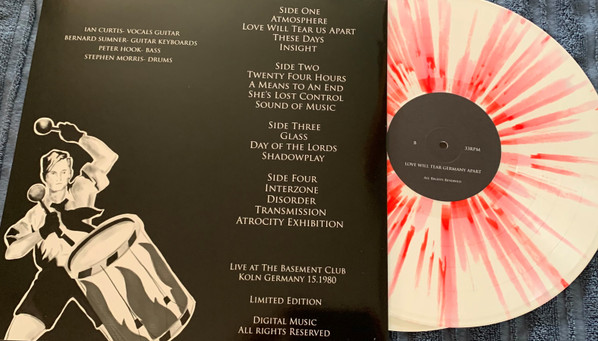 Ian Curtis- vocals guitar
Bernard Sumner- guitar keyboards
Peter Hook- bass
Stephen Morris- drums
Side One
Atmosphere
Love Will Tear us Apart
These Days
Insight
Side Two
Twenty Four Hours
A Means to An End
She's Lost Control
Sound of Music
Side Three
Glass
Day of the Lords
Shadowplay
Side Four
Interzone
Disorder
Transmission
Atrocity Exhibition
Live at The Basement Club
Koln Germany 15.1980
Limited Edition
Digital Music
All rights Reserved
33RPM
Love Will Tear Germany Apart
All Rights Reserved